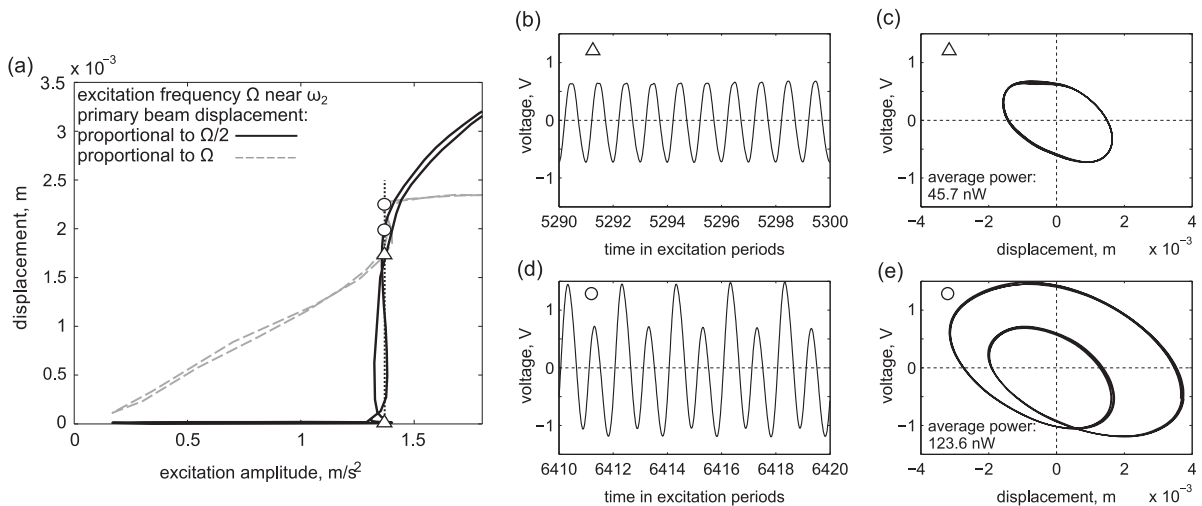 (a)
× 10⁻³
3.5
3
2.5
2
1.5
1
0.5
0
displacement, m
excitation frequency Ω near ω₂
primary beam displacement:
proportional to Ω/2
proportional to Ω
0
0.5
1
1.5
excitation amplitude, m/s²
(b)
voltage, V
1
0
−1
5290
5292
5294
5296
5298
5300
time in excitation periods
(c)
voltage, V
1
0
−1
average power:
45.7 nW
−4
−2
0
2
4
displacement, m
× 10⁻³
(d)
voltage, V
1
0
−1
6410
6412
6414
6416
6418
6420
time in excitation periods
(e)
voltage, V
1
0
−1
average power:
123.6 nW
−4
−2
0
2
4
displacement, m
× 10⁻³